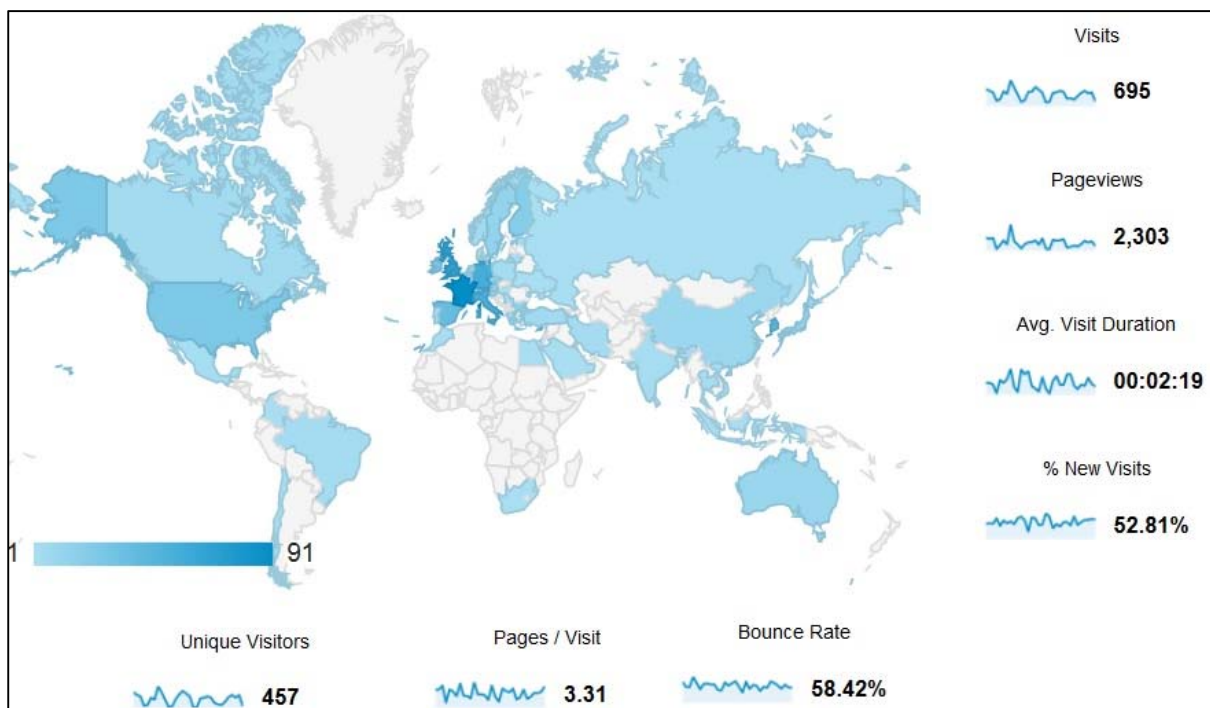 Visits
695
Pageviews
2,303
Avg. Visit Duration
00:02:19
% New Visits
52.81%
1 91
Unique Visitors
457
Pages / Visit
3.31
Bounce Rate
58.42%